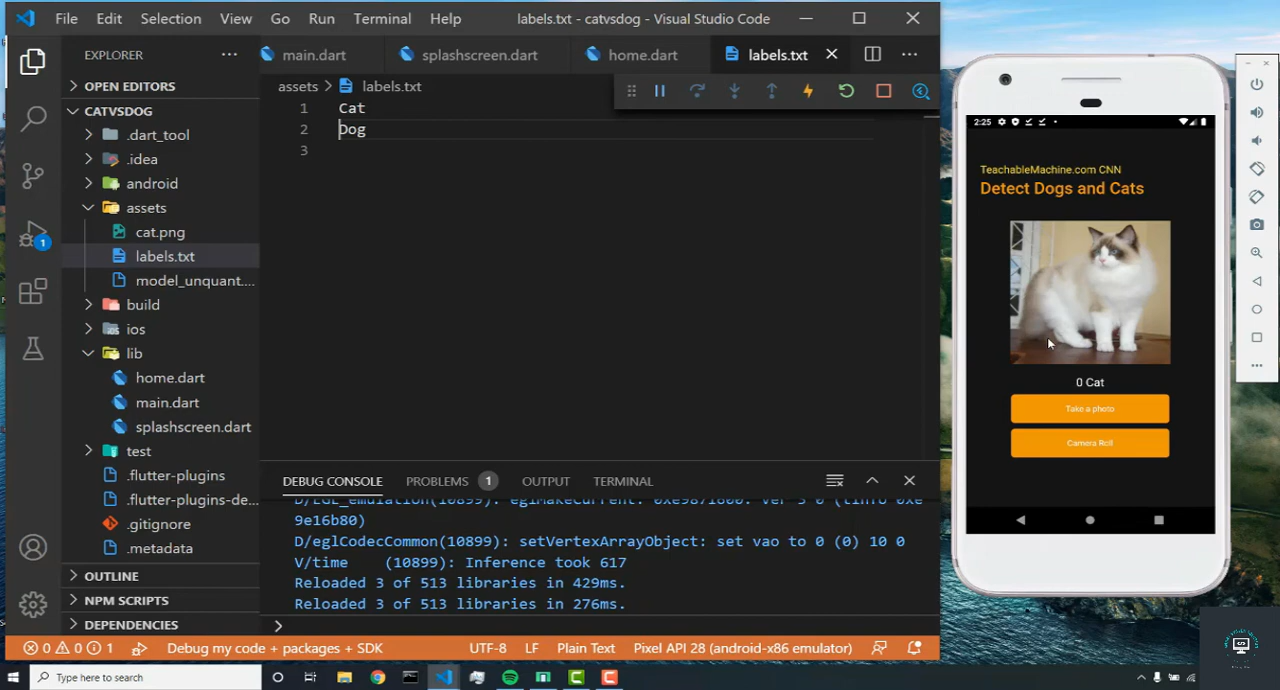 File Edit Selection View Go Run Terminal Help labels.txt - catvsdog - Visual Studio Code
EXPLORER
main.dart splashscreen.dart home.dart labels.txt
OPEN EDITORS
CATVSDOG
.dart_tool
.idea
android
assets
cat.png
labels.txt
model_unquant....
build
ios
lib
home.dart
main.dart
splashscreen.dart
test
.flutter-plugins
.flutter-plugins-de...
.gitignore
.metadata
OUTLINE
NPM SCRIPTS
DEPENDENCIES
1
assets > labels.txt
1 Cat
2 Dog
3
DEBUG CONSOLE PROBLEMS 1 OUTPUT TERMINAL
9e16b80)
D/eglCodecCommon(10899): setVertexArrayObject: set vao to 0 (0) 10 0
V/time (10899): Inference took 617
Reloaded 3 of 513 libraries in 429ms.
Reloaded 3 of 513 libraries in 276ms.
0 0 1 Debug my code + packages + SDK UTF-8 LF Plain Text Pixel API 28 (android-x86 emulator)
Type here to search
2:25
TeachableMachine.com CNN
Detect Dogs and Cats
0 Cat
Take a photo
Camera Roll